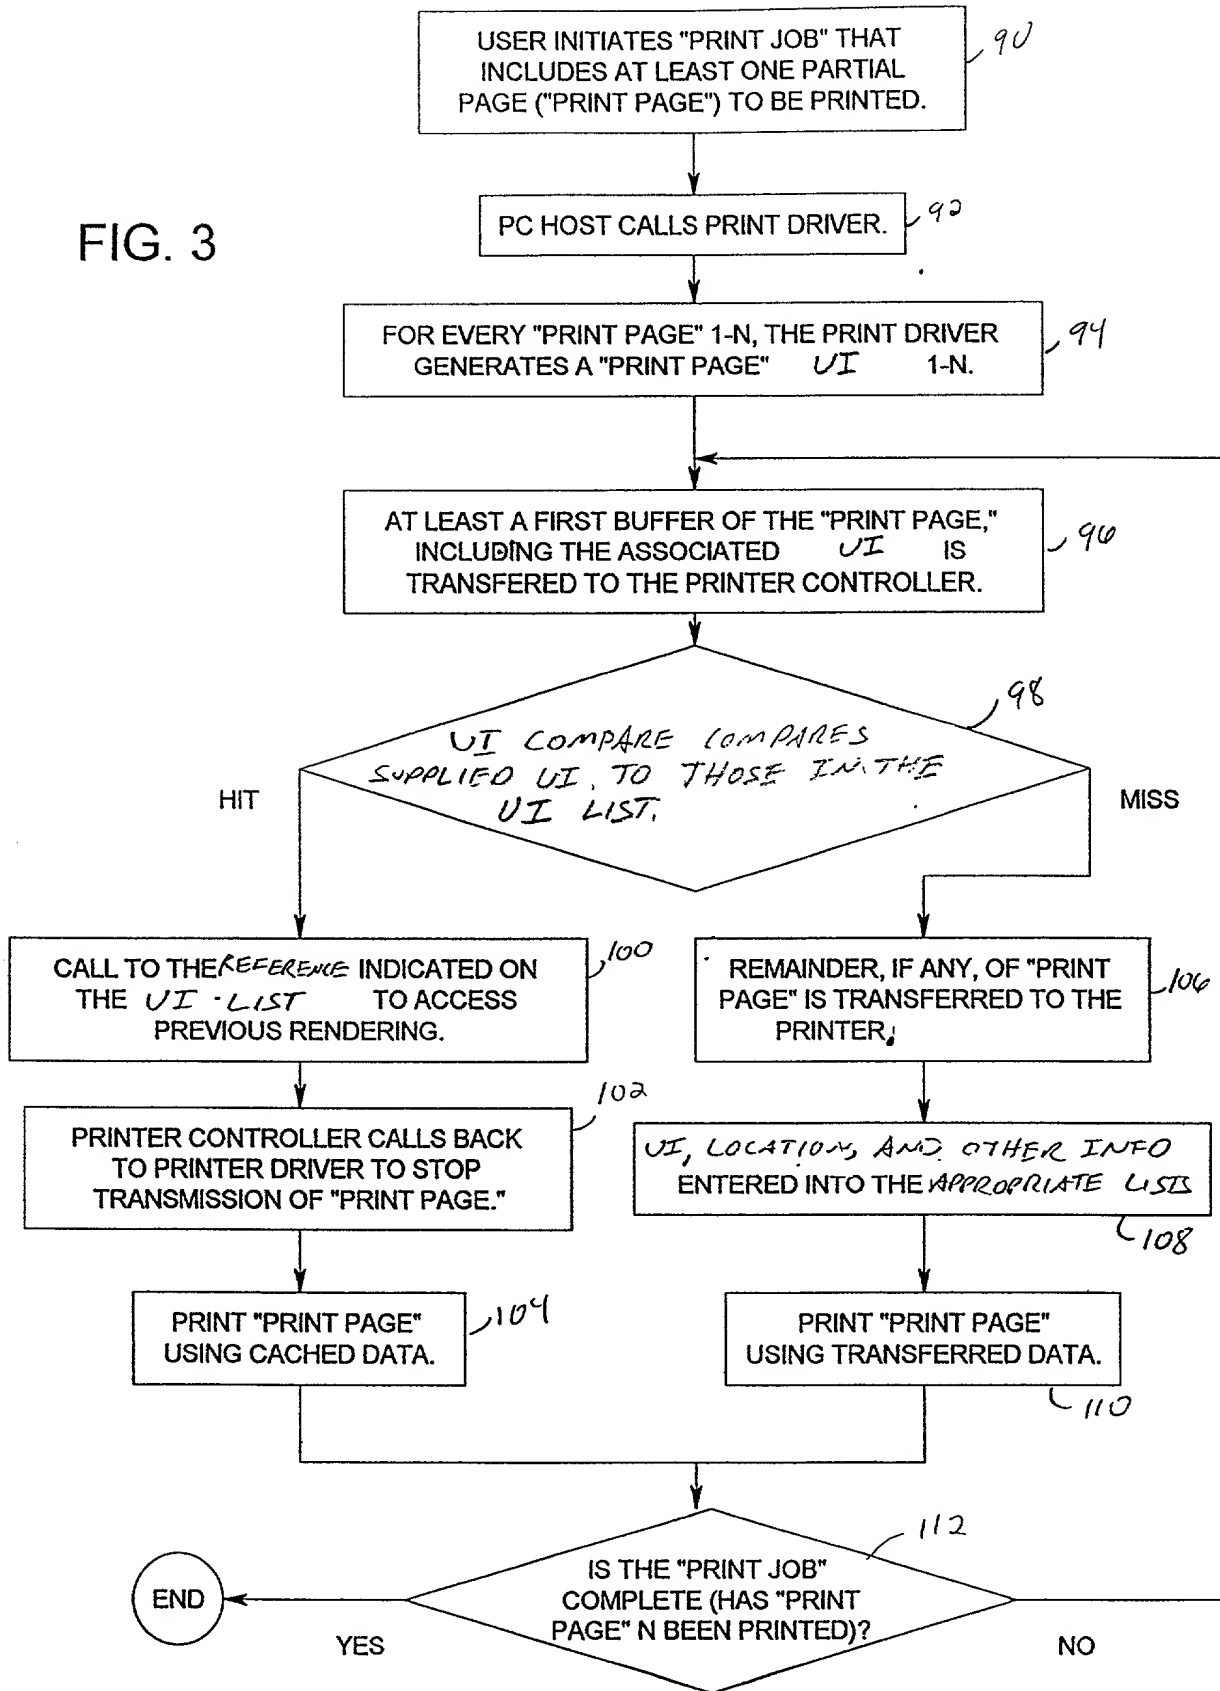 USER INITIATES "PRINT JOB" THAT
INCLUDES AT LEAST ONE PARTIAL
PAGE ("PRINT PAGE") TO BE PRINTED.
90
FIG. 3
PC HOST CALLS PRINT DRIVER.
92
FOR EVERY "PRINT PAGE" 1-N, THE PRINT DRIVER
GENERATES A "PRINT PAGE" UI 1-N.
94
AT LEAST A FIRST BUFFER OF THE "PRINT PAGE,"
INCLUDING THE ASSOCIATED UI IS
TRANSFERED TO THE PRINTER CONTROLLER.
96
UI COMPARE COMPARES
SUPPLIED UI. TO THOSE IN THE
UI LIST.
98
HIT
MISS
CALL TO THE REFERENCE INDICATED ON
THE UI-LIST TO ACCESS
PREVIOUS RENDERING.
100
REMAINDER, IF ANY, OF "PRINT
PAGE" IS TRANSFERRED TO THE
PRINTER.
106
PRINTER CONTROLLER CALLS BACK
TO PRINTER DRIVER TO STOP
TRANSMISSION OF "PRINT PAGE."
102
UI, LOCATION, AND OTHER INFO
ENTERED INTO THE APPROPRIATE LISTS
108
PRINT "PRINT PAGE"
USING CACHED DATA.
104
PRINT "PRINT PAGE"
USING TRANSFERRED DATA.
110
IS THE "PRINT JOB"
COMPLETE (HAS "PRINT
PAGE" N BEEN PRINTED)?
112
END
YES
NO